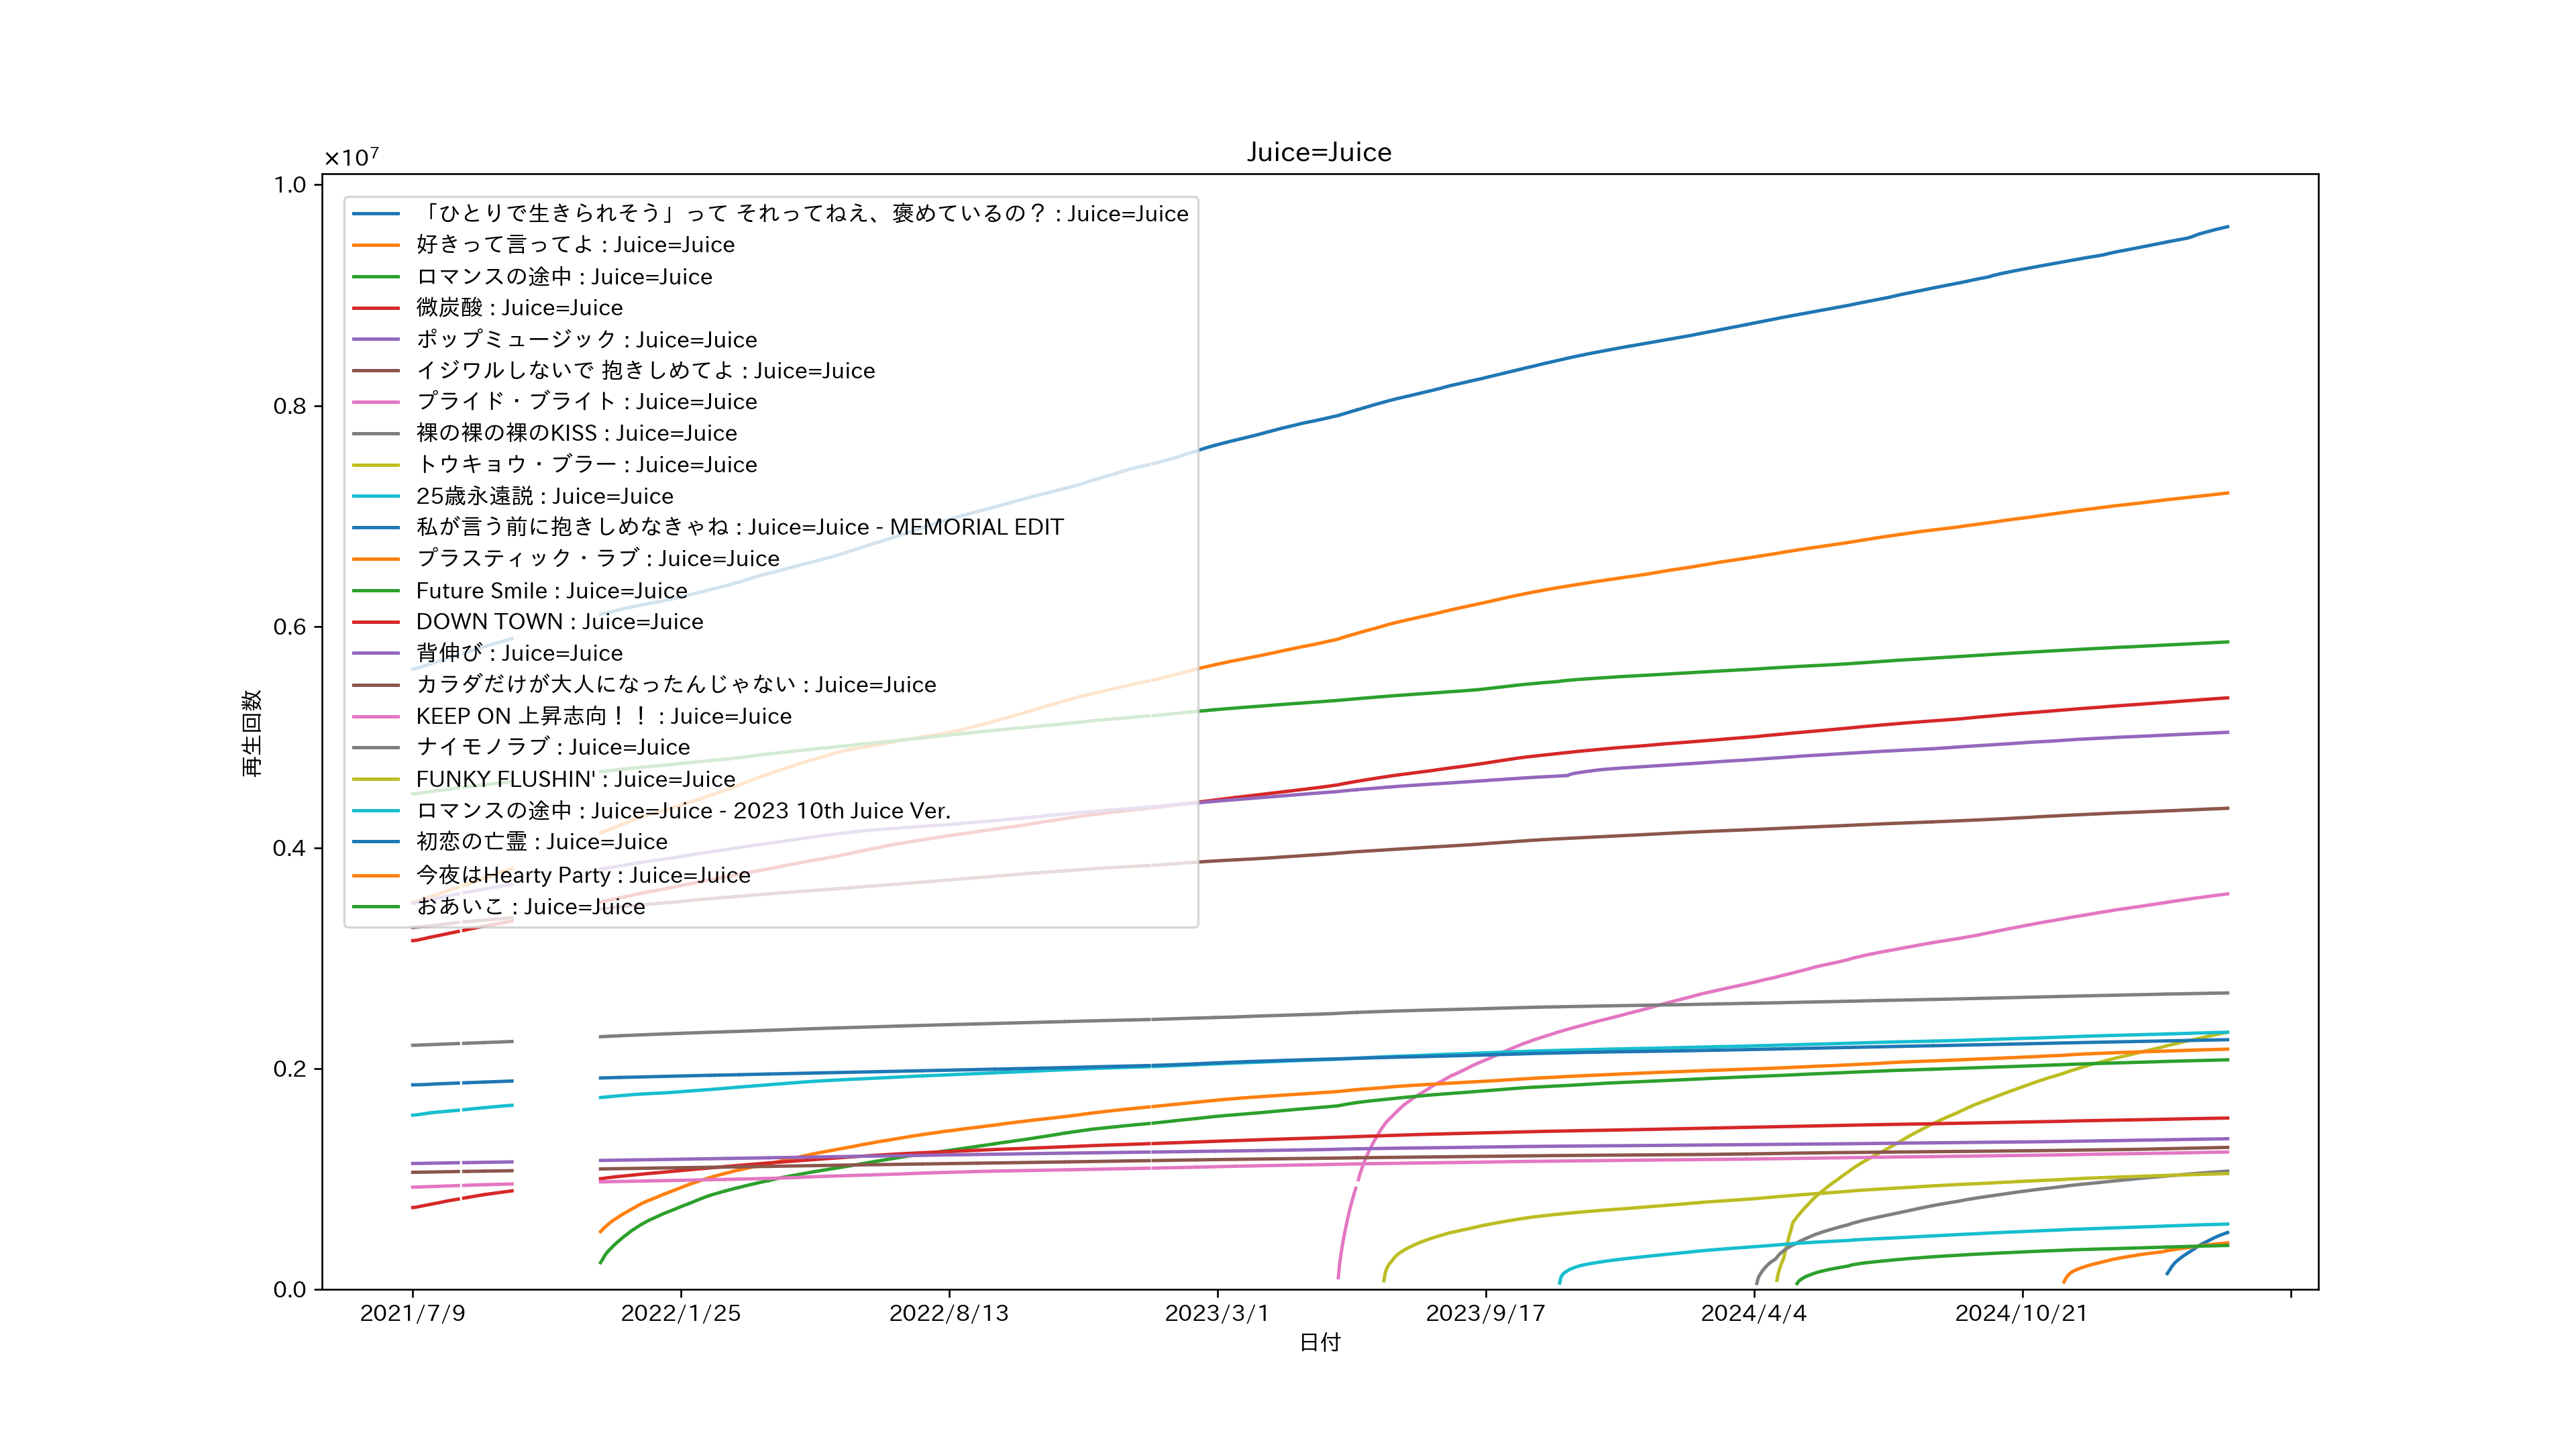 Juice=Juice
×10⁷
1.0
0.8
0.6
0.4
0.2
0.0
再生回数
「ひとりで生きられそう」って それってねえ、褒めているの？ : Juice=Juice
好きって言ってよ : Juice=Juice
ロマンスの途中 : Juice=Juice
微炭酸 : Juice=Juice
ポップミュージック : Juice=Juice
イジワルしないで 抱きしめてよ : Juice=Juice
プライド・ブライト : Juice=Juice
裸の裸の裸のKISS : Juice=Juice
トウキョウ・ブラー : Juice=Juice
25歳永遠説 : Juice=Juice
私が言う前に抱きしめなきゃね : Juice=Juice - MEMORIAL EDIT
プラスティック・ラブ : Juice=Juice
Future Smile : Juice=Juice
DOWN TOWN : Juice=Juice
背伸び : Juice=Juice
カラダだけが大人になったんじゃない : Juice=Juice
KEEP ON 上昇志向！！ : Juice=Juice
ナイモノラブ : Juice=Juice
FUNKY FLUSHIN' : Juice=Juice
ロマンスの途中 : Juice=Juice - 2023 10th Juice Ver.
初恋の亡霊 : Juice=Juice
今夜はHearty Party : Juice=Juice
おあいこ : Juice=Juice
2021/7/9
2022/1/25
2022/8/13
2023/3/1
2023/9/17
2024/4/4
2024/10/21
日付